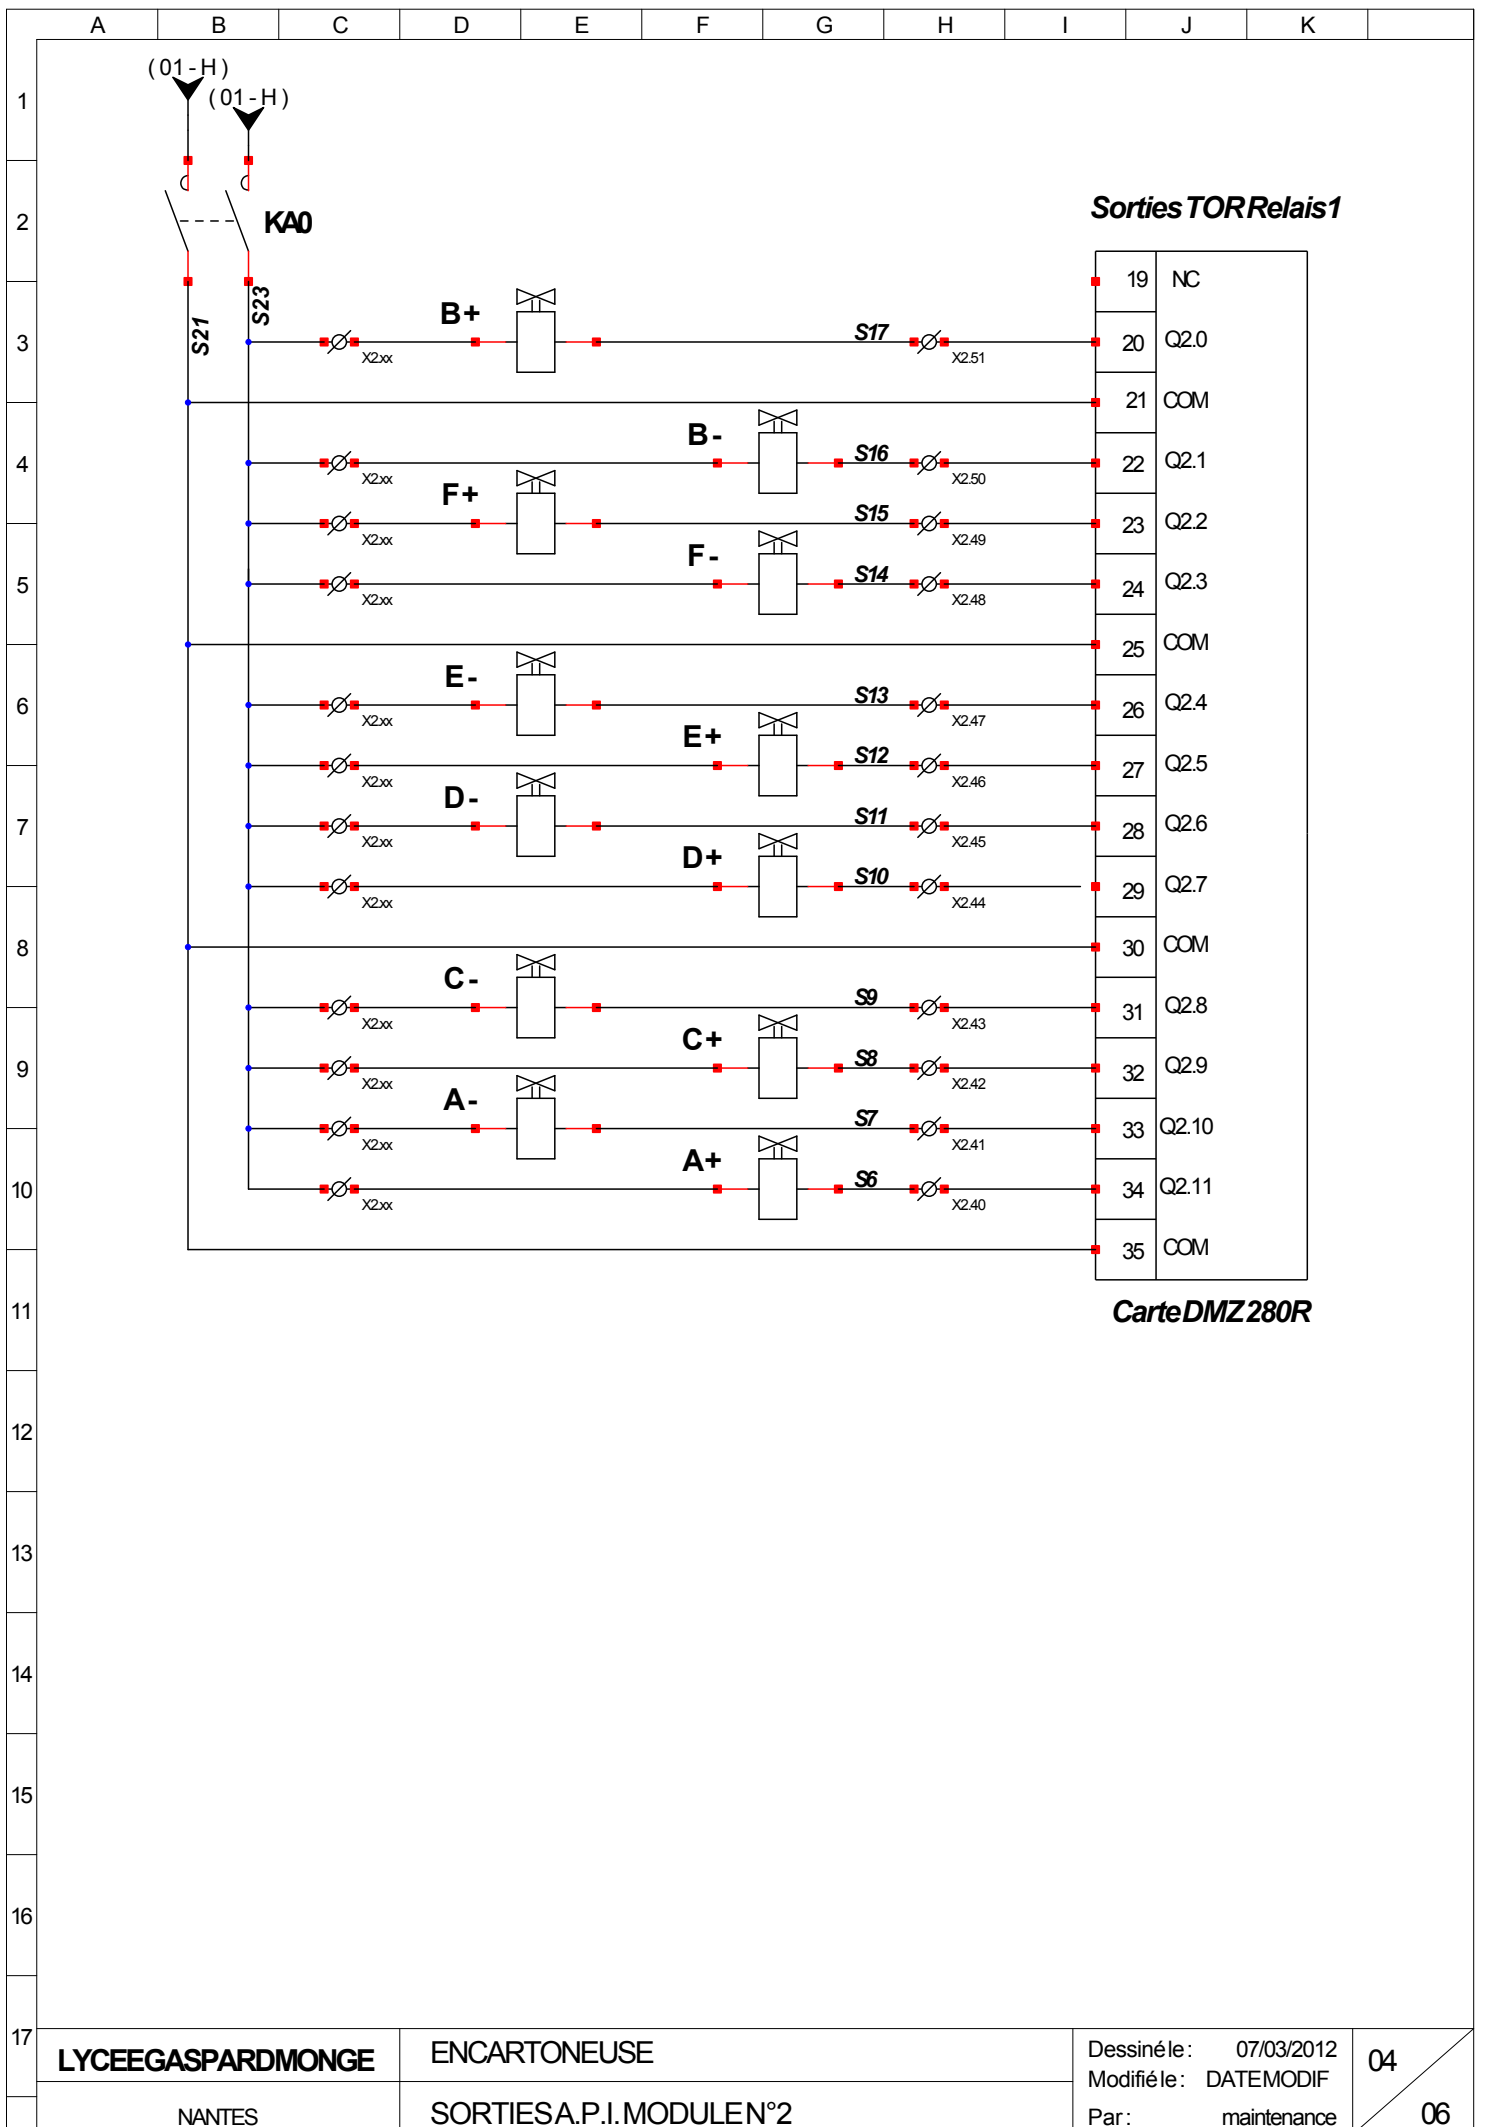 A B C D E F G H I J K
(01-H)
(01-H)
1
2
KA0
Sorties TOR Relais1
S21
S23
19 NC
3
B+
S17
X2.xx
X2.51
20 Q2.0
21 COM
4
B-
S16
X2.xx
X2.50
22 Q2.1
F+
S15
X2.xx
X2.49
23 Q2.2
5
F-
S14
X2.xx
X2.48
24 Q2.3
25 COM
6
E-
S13
X2.xx
X2.47
26 Q2.4
E+
S12
X2.xx
X2.46
27 Q2.5
7
D-
S11
X2.xx
X2.45
28 Q2.6
D+
S10
X2.xx
X2.44
29 Q2.7
8
30 COM
C-
S9
X2.xx
X2.43
31 Q2.8
9
C+
S8
X2.xx
X2.42
32 Q2.9
A-
S7
X2.xx
X2.41
33 Q2.10
10
A+
S6
X2.xx
X2.40
34 Q2.11
35 COM
11
Carte DMZ 280R
12
13
14
15
16
17
LYCEE GASPARD MONGE
NANTES
ENCARTONEUSE
SORTIES A.P.I. MODULE N°2
Dessiné le : 07/03/2012
Modifié le : DATEMODIF
Par : maintenance
04
06